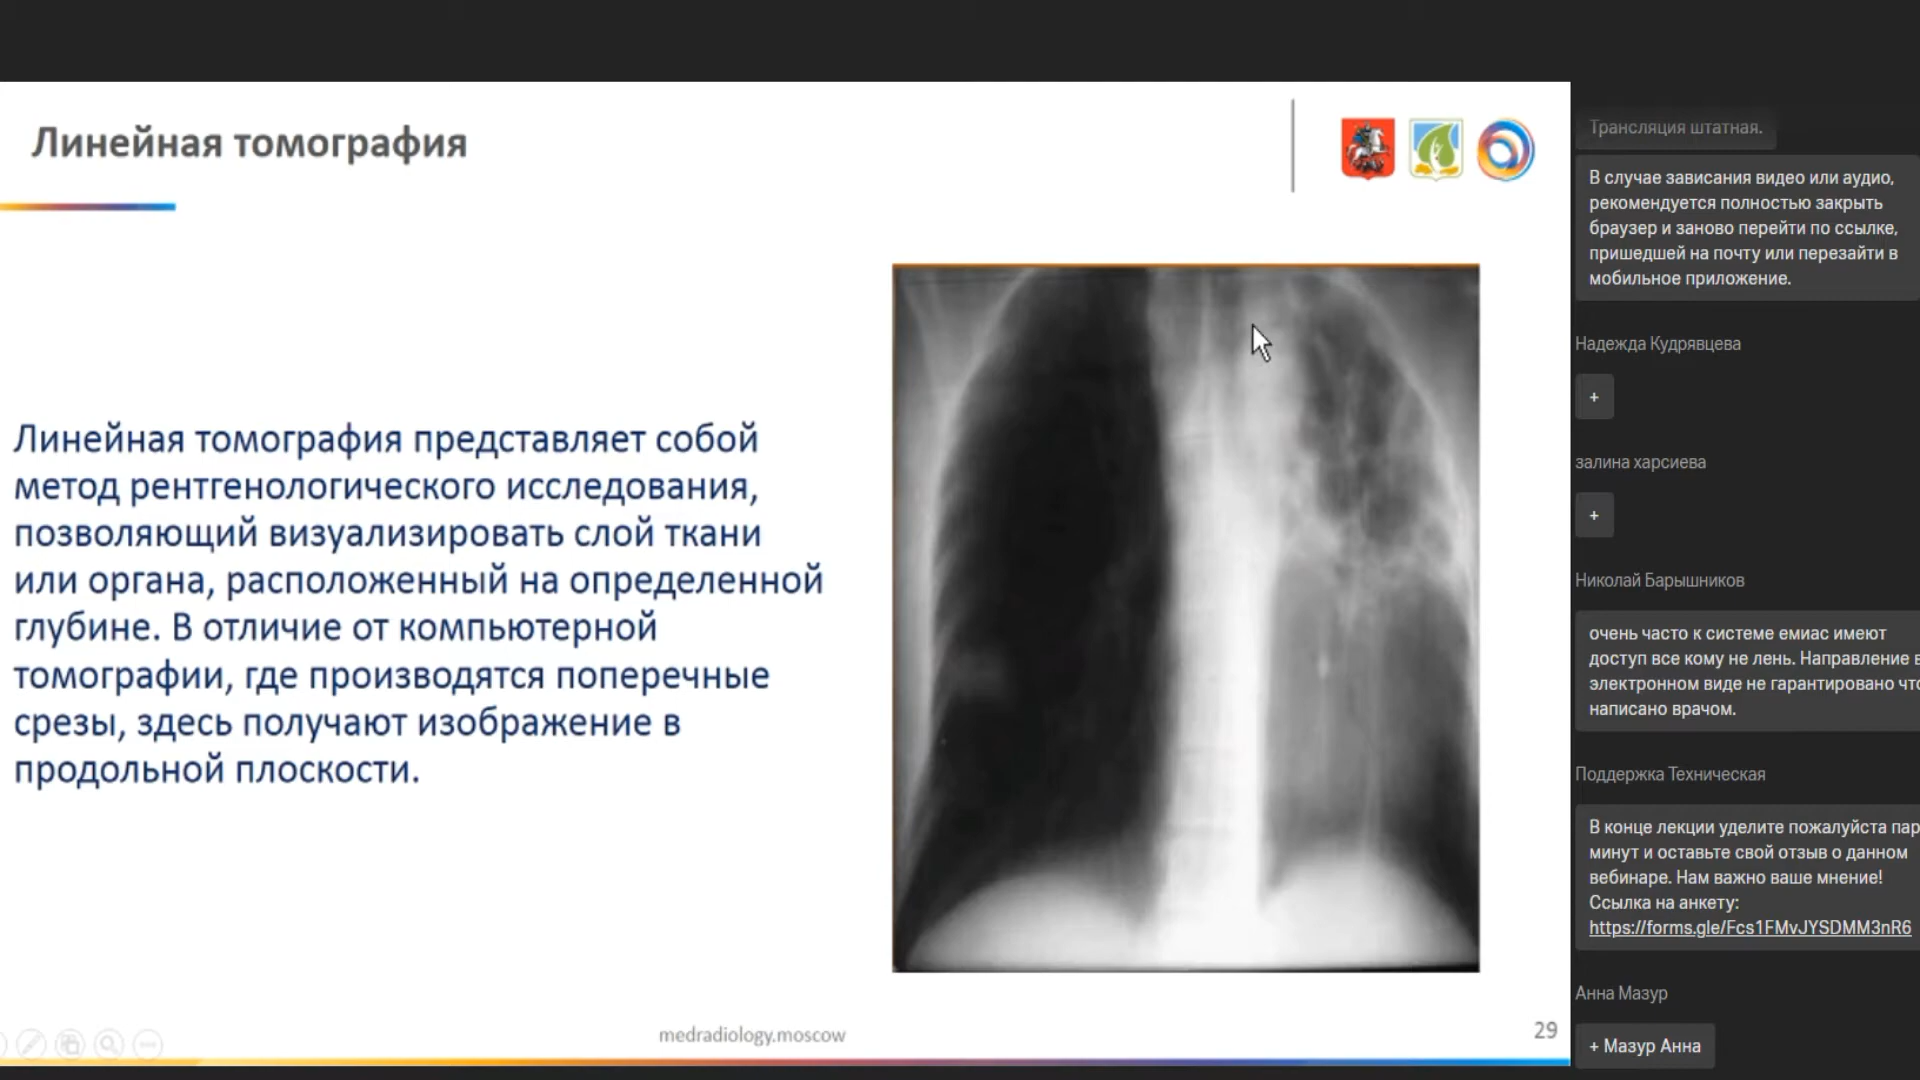 Линейная томография
Линейная томография представляет собой
метод рентгенологического исследования,
позволяющий визуализировать слой ткани
или органа, расположенный на определенной
глубине. В отличие от компьютерной
томографии, где производятся поперечные
срезы, здесь получают изображение в
продольной плоскости.
medradiology.moscow
29
Трансляция штатная.
В случае зависания видео или аудио,
рекомендуется полностью закрыть
браузер и заново перейти по ссылке,
пришедшей на почту или перезайти в
мобильное приложение.
Надежда Кудрявцева
+
залина харсиева
+
Николай Барышников
очень часто к системе емиас имеют
доступ все кому не лень. Направление в
электронном виде не гарантировано что
написано врачом.
Поддержка Техническая
В конце лекции уделите пожалуйста пар
минут и оставьте свой отзыв о данном
вебинаре. Нам важно ваше мнение!
Ссылка на анкету:
https://forms.gle/Fcs1FMvJYSDMM3nR6
Анна Мазур
+ Мазур Анна